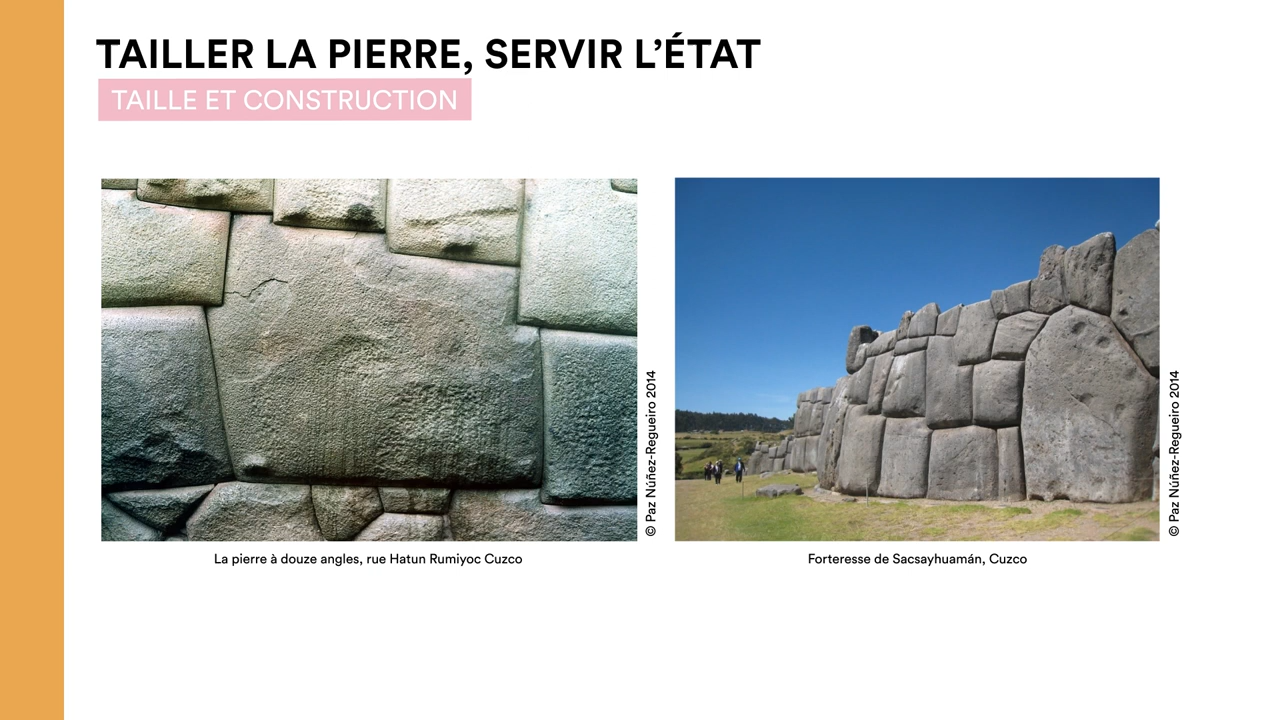 TAILLER LA PIERRE, SERVIR L’ÉTAT
TAILLE ET CONSTRUCTION
© Paz Núñez-Regueiro 2014
© Paz Núñez-Regueiro 2014
La pierre à douze angles, rue Hatun Rumiyoc Cuzco
Forteresse de Sacsayhuamán, Cuzco